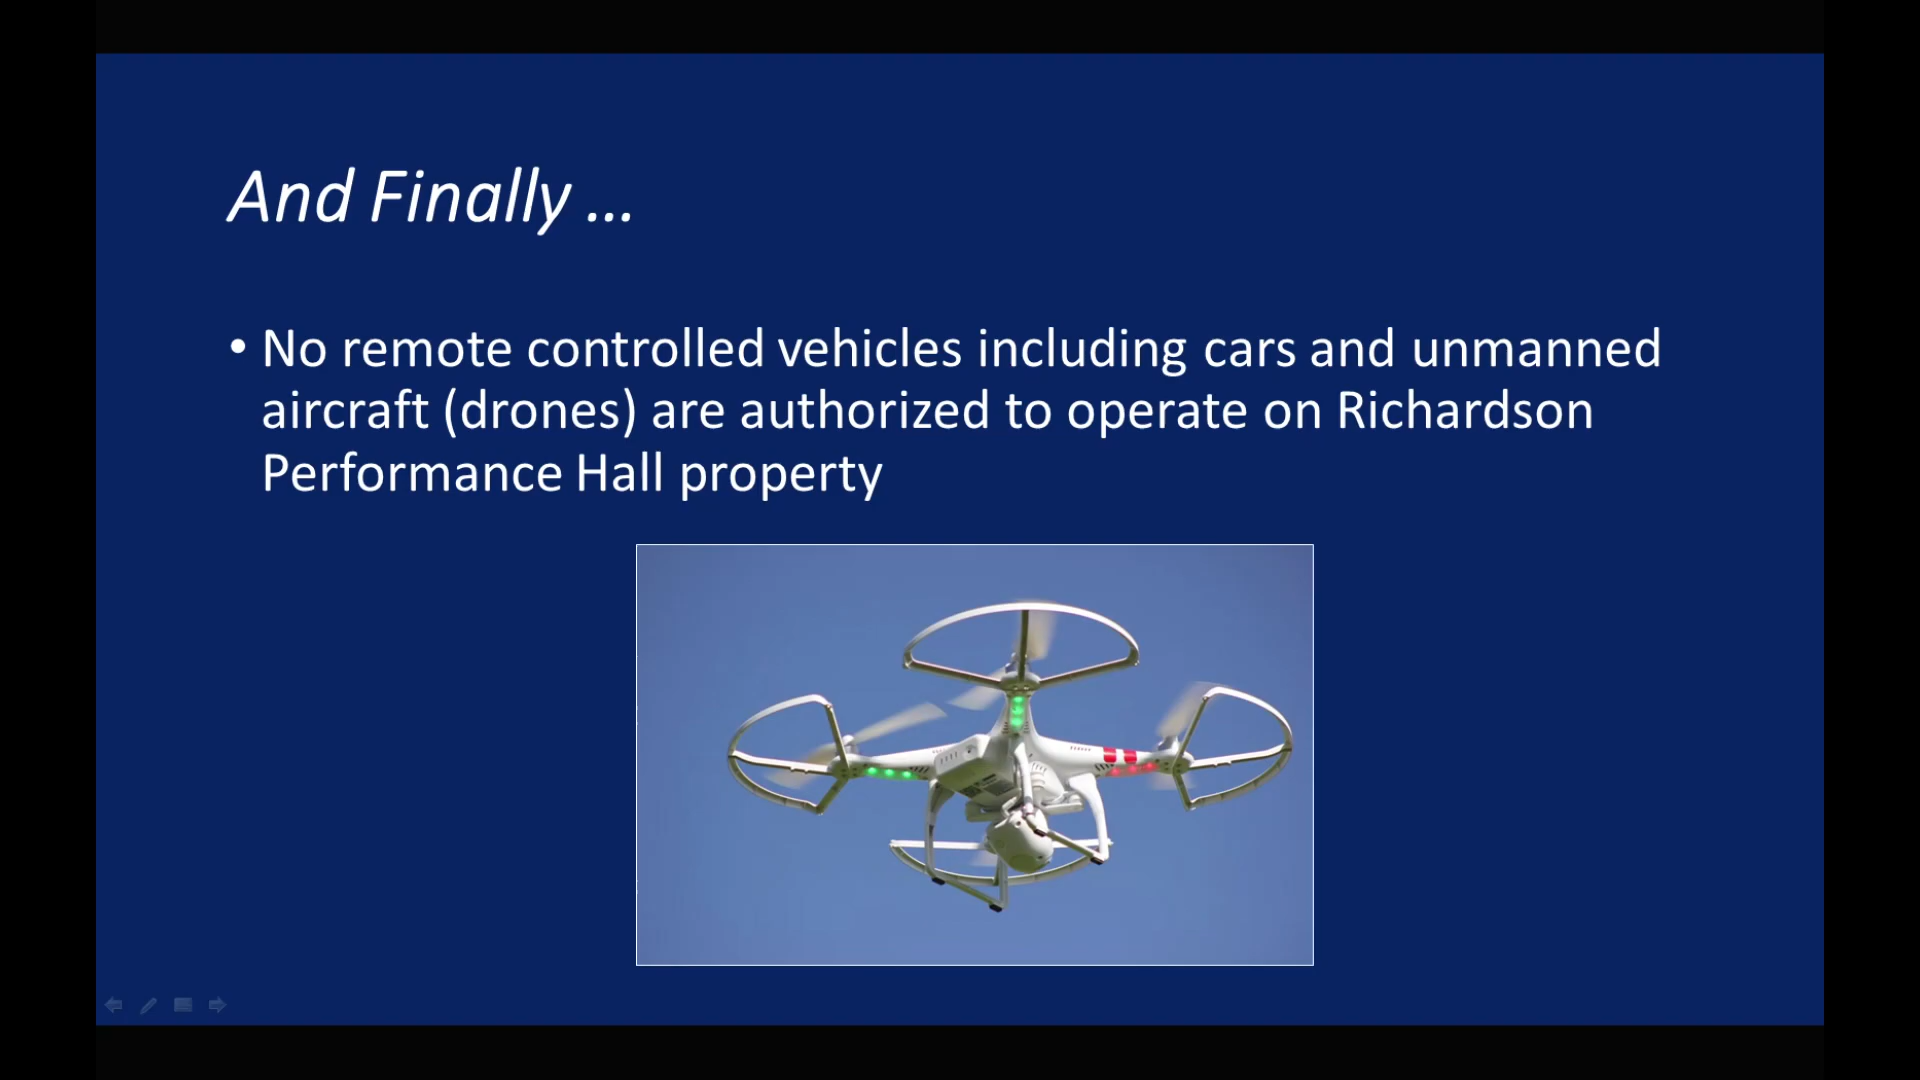 And Finally …
• No remote controlled vehicles including cars and unmanned
aircraft (drones) are authorized to operate on Richardson
Performance Hall property